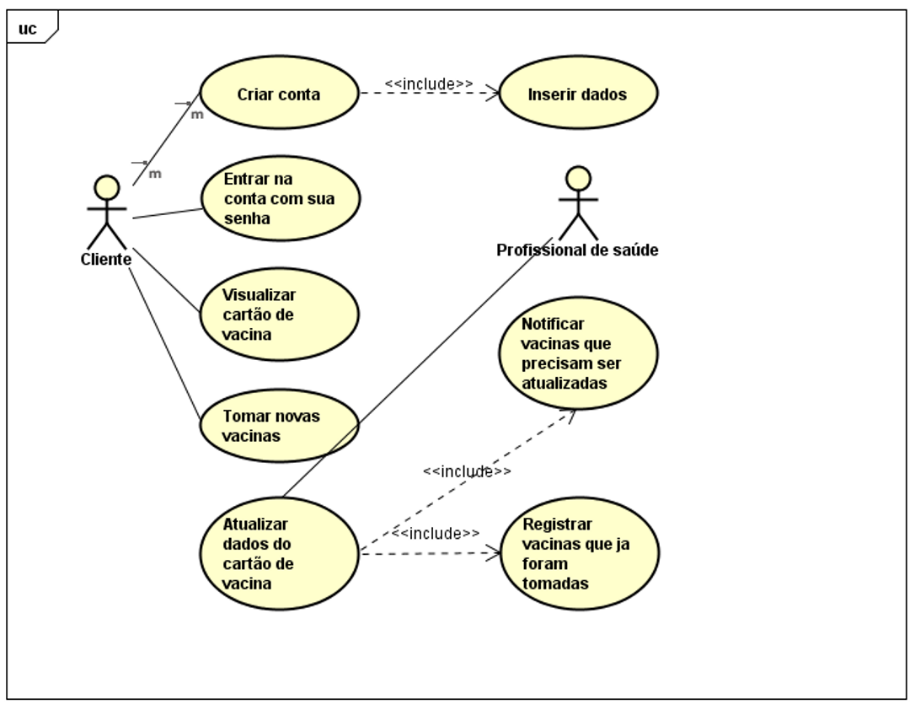 uc
Criar conta
<<include>>
Inserir dados
m
m
Entrar na
conta com sua
senha
Cliente
Profissional de saúde
Visualizar
cartão de
vacina
Notificar
vacinas que
precisam ser
atualizadas
Tomar novas
vacinas
<<include>>
Atualizar
dados do
cartão de
vacina
<<include>>
Registrar
vacinas que ja
foram
tomadas